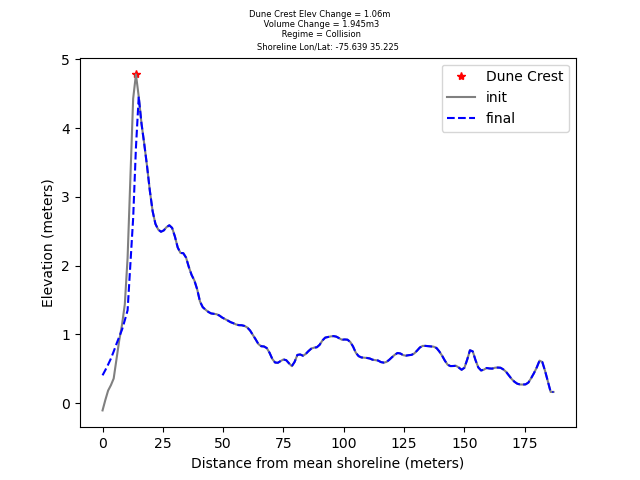 Dune Crest Elev Change = 1.06m
Volume Change = 1.945m3
Regime = Collision
Shoreline Lon/Lat: -75.639 35.225
Dune Crest
init
final
Elevation (meters)
5
4
3
2
1
0
0 25 50 75 100 125 150 175
Distance from mean shoreline (meters)